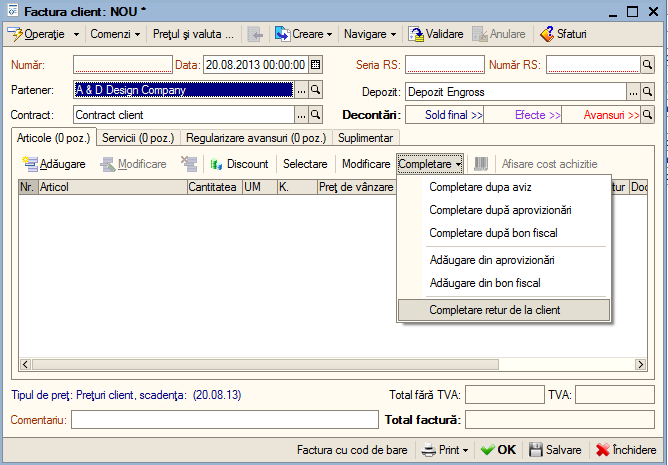 Factura client: NOU *
Operaţie Comenzi Preţul şi valuta ... Creare Navigare Validare Anulare Sfaturi
Număr: Data: 20.08.2013 00:00:00 Seria RS: Număr RS:
Partener: A & D Design Company ... Depozit: Depozit Engross ...
Contract: Contract client ... Decontări: Sold final >> Efecte >> Avansuri >>
Articole (0 poz.) Servicii (0 poz.) Regularizare avansuri (0 poz.) Suplimentar
Adăugare Modificare Discount Selectare Modificare Completare Afisare cost achizitie
Nr. Articol Cantitatea UM K. Preţ de vânzare tur Doc
Completare dupa aviz
Completare după aprovizionări
Completare după bon fiscal
Adăugare din aprovizionări
Adăugare din bon fiscal
Completare retur de la client
Tipul de preţ: Preţuri client, scadenţa: (20.08.13) Total fără TVA: TVA:
Comentariu: Total factură:
Factura cu cod de bare Print OK Salvare Închidere